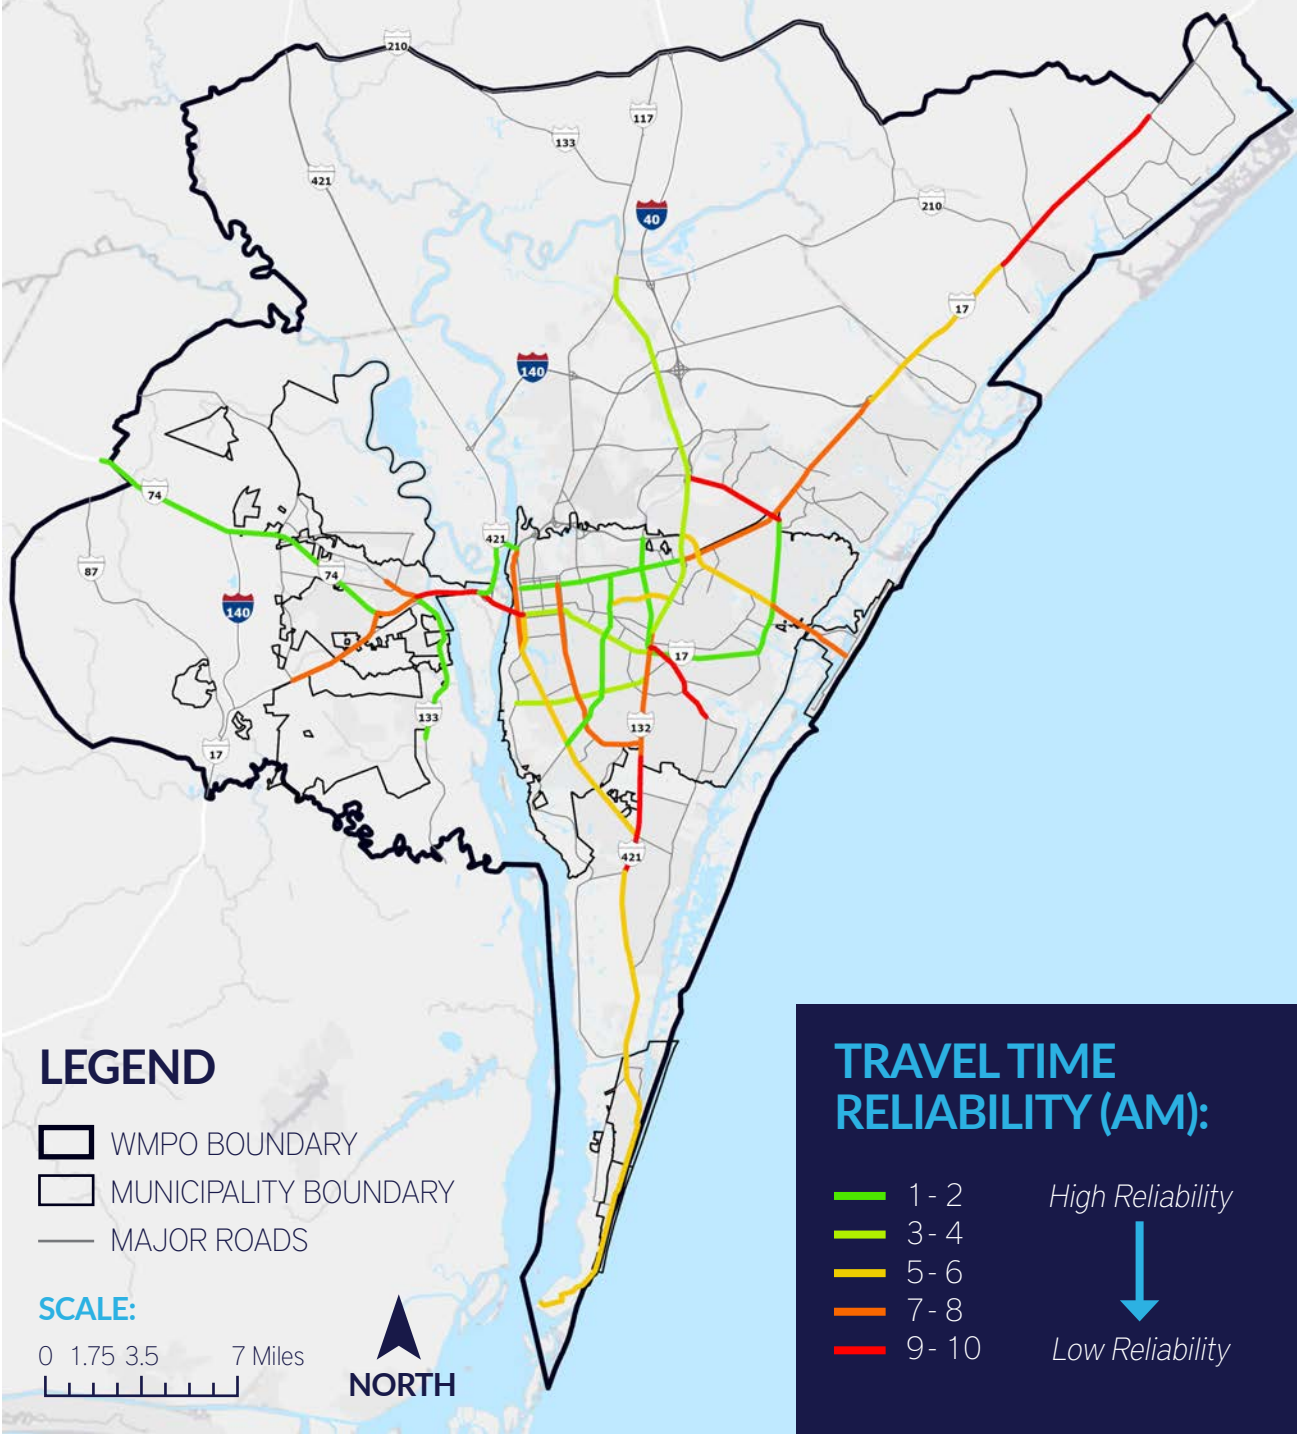 210
117
133
421
40
210
17
140
74
421
74
87
140
17
133
132
17
421
LEGEND
WMPO BOUNDARY
MUNICIPALITY BOUNDARY
MAJOR ROADS
SCALE:
0 1.75 3.5 7 Miles
NORTH
TRAVEL TIME
RELIABILITY (AM):
1 - 2 High Reliability
3 - 4
5 - 6
7 - 8
9 - 10 Low Reliability